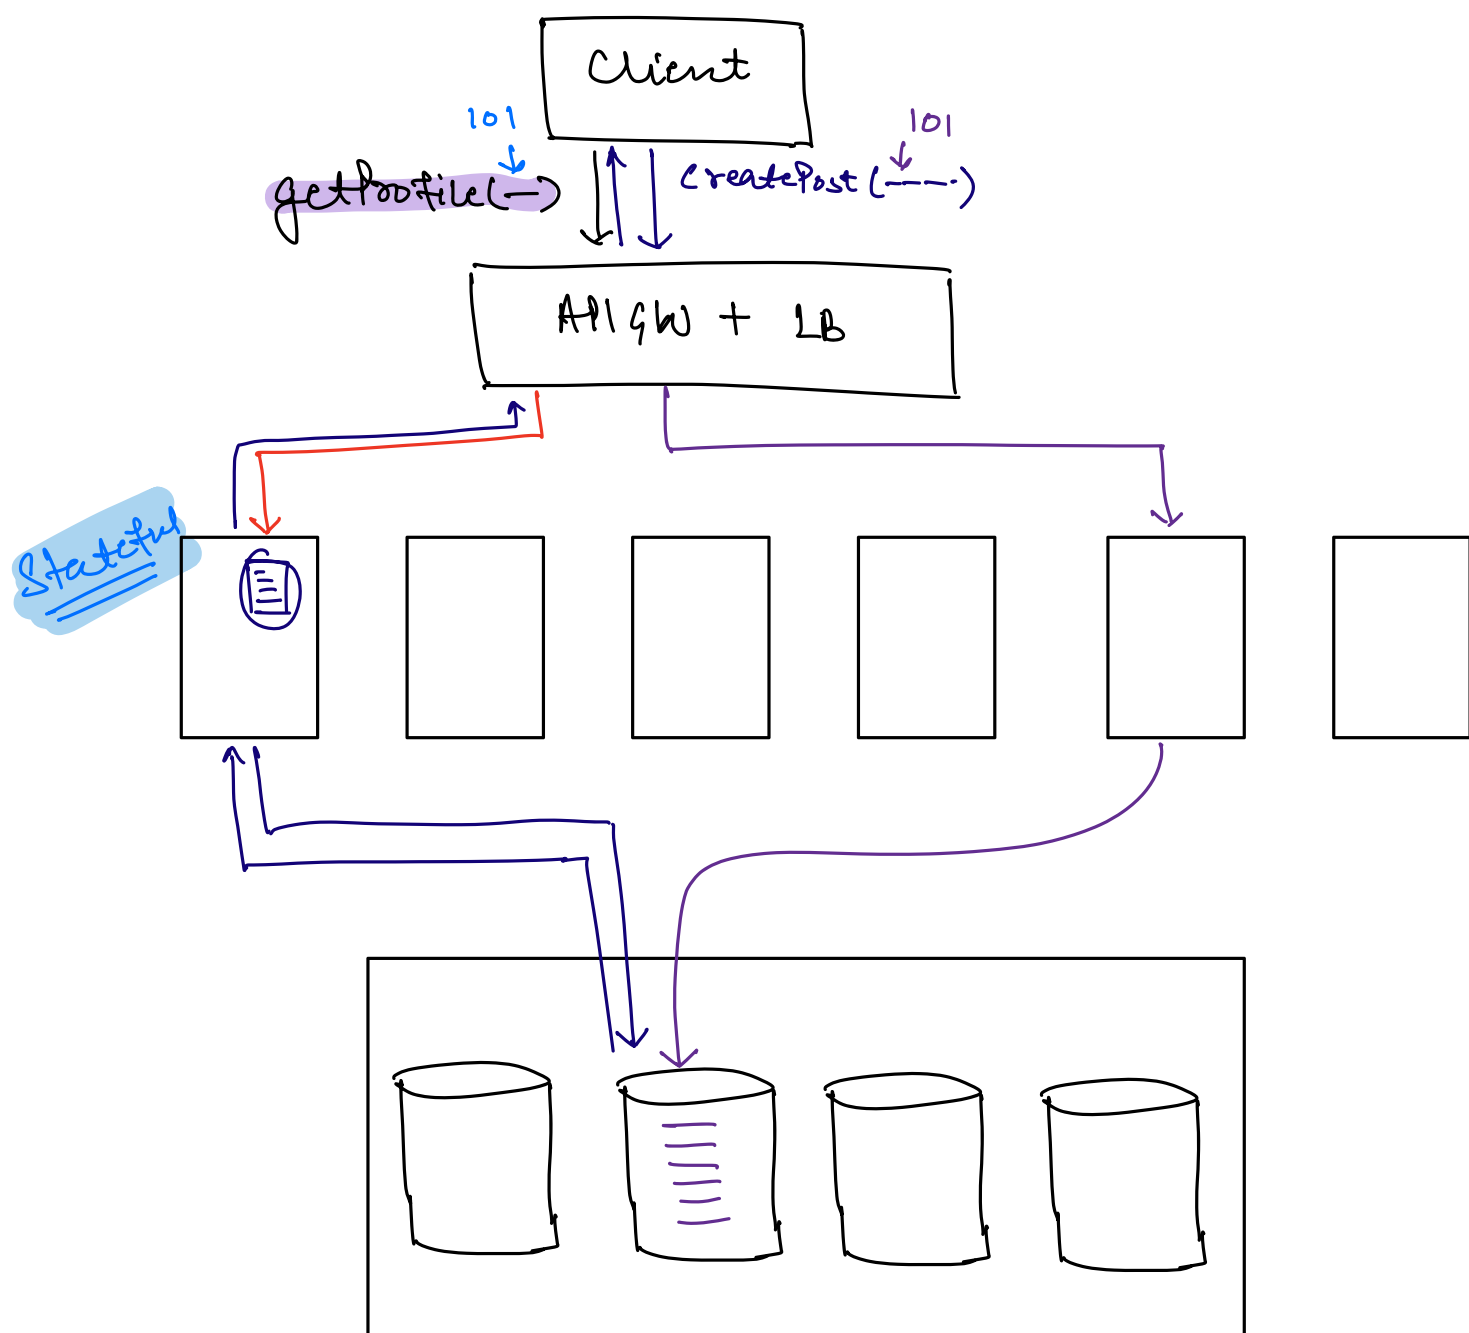 Client
101
101
getProfile(—)
createPost(----)
API GW + LB
Stateful